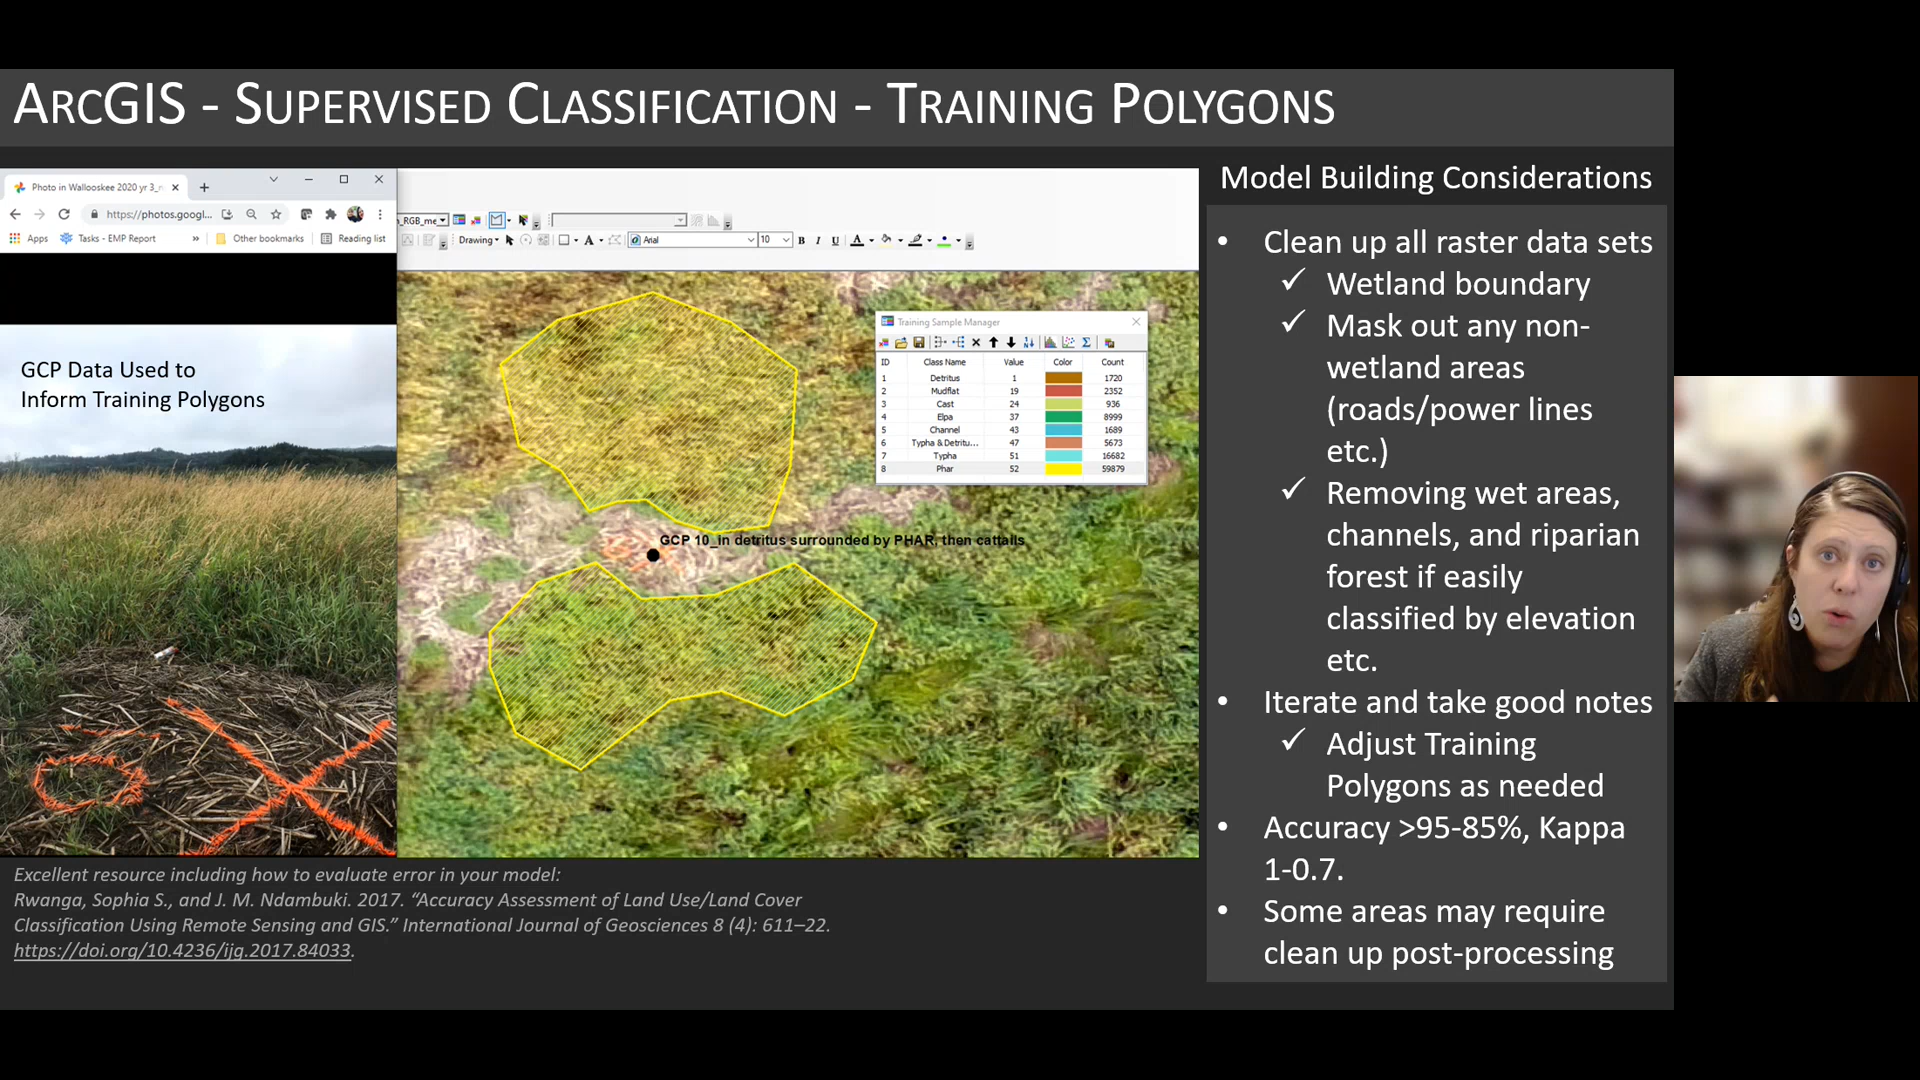 ARCGIS - SUPERVISED CLASSIFICATION - TRAINING POLYGONS
Photo in Wallooskee 2020 yr 3_
https://photos.googl...
Apps
Tasks - EMP Report
»
Other bookmarks
Reading list
GCP Data Used to
Inform Training Polygons
_RGB_me
Drawing
Arial
10
B I U A
Training Sample Manager
ID Class Name Value Color Count
1 Detritus 1 1720
2 Mudflat 19 2352
3 Cast 24 936
4 Elpa 37 8999
5 Channel 43 1689
6 Typha & Detritu... 47 5673
7 Typha 51 16682
8 Phar 52 59879
GCP 10_in detritus surrounded by PHAR, then cattails
Excellent resource including how to evaluate error in your model:
Rwanga, Sophia S., and J. M. Ndambuki. 2017. “Accuracy Assessment of Land Use/Land Cover
Classification Using Remote Sensing and GIS.” International Journal of Geosciences 8 (4): 611–22.
https://doi.org/10.4236/ijg.2017.84033.
Model Building Considerations
• Clean up all raster data sets
✓ Wetland boundary
✓ Mask out any non-
wetland areas
(roads/power lines
etc.)
✓ Removing wet areas,
channels, and riparian
forest if easily
classified by elevation
etc.
• Iterate and take good notes
✓ Adjust Training
Polygons as needed
• Accuracy >95-85%, Kappa
1-0.7.
• Some areas may require
clean up post-processing